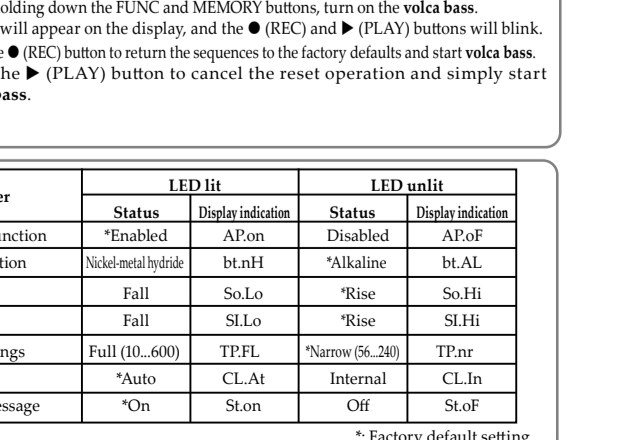 olding down the FUNC and MEMORY buttons, turn on the volca bass.
will appear on the display, and the ● (REC) and ▶ (PLAY) buttons will blink.
e ● (REC) button to return the sequences to the factory defaults and start volca bass.
he ▶ (PLAY) button to cancel the reset operation and simply start
ass.
er LED lit LED unlit
Status Display indication Status Display indication
unction *Enabled AP.on Disabled AP.oF
tion Nickel-metal hydride bt.nH *Alkaline bt.AL
Fall So.Lo *Rise So.Hi
Fall SI.Lo *Rise SI.Hi
ngs Full (10...600) TP.FL *Narrow (56...240) TP.nr
*Auto CL.At Internal CL.In
essage *On St.on Off St.oF
*: Factory default setting